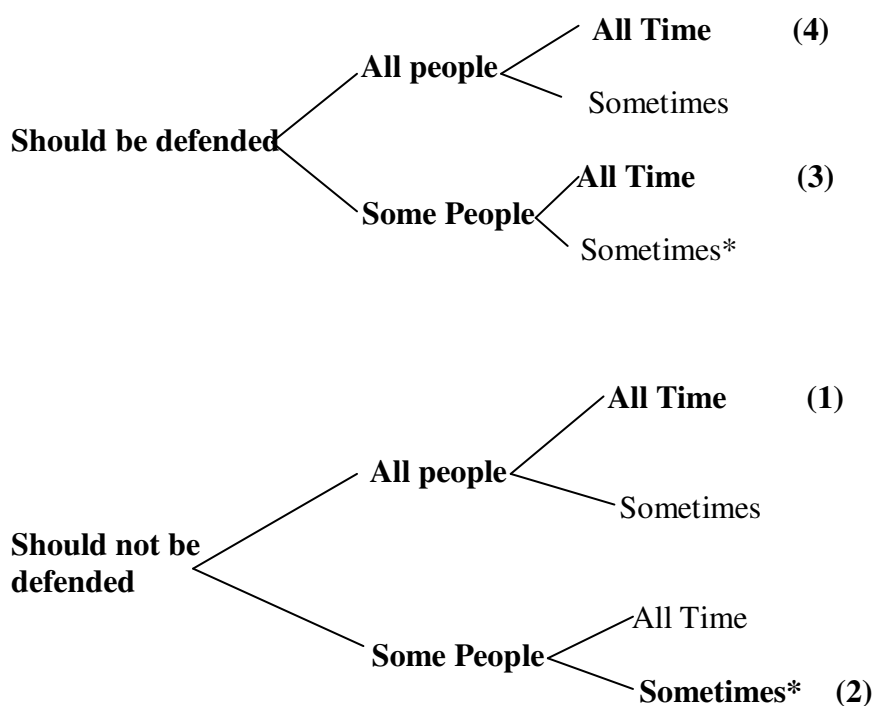 All Time (4)
All people
Sometimes
Should be defended
All Time (3)
Some People
Sometimes*
All Time (1)
All people
Sometimes
Should not be
defended
All Time
Some People
Sometimes* (2)